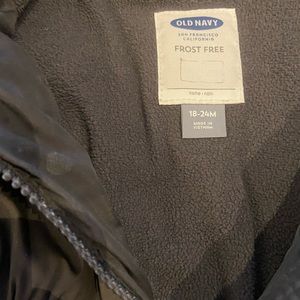 OLD NAVY
SAN FRANCISCO
CALIFORNIA
FROST FREE
18-24M
MADE IN
VIETNAM